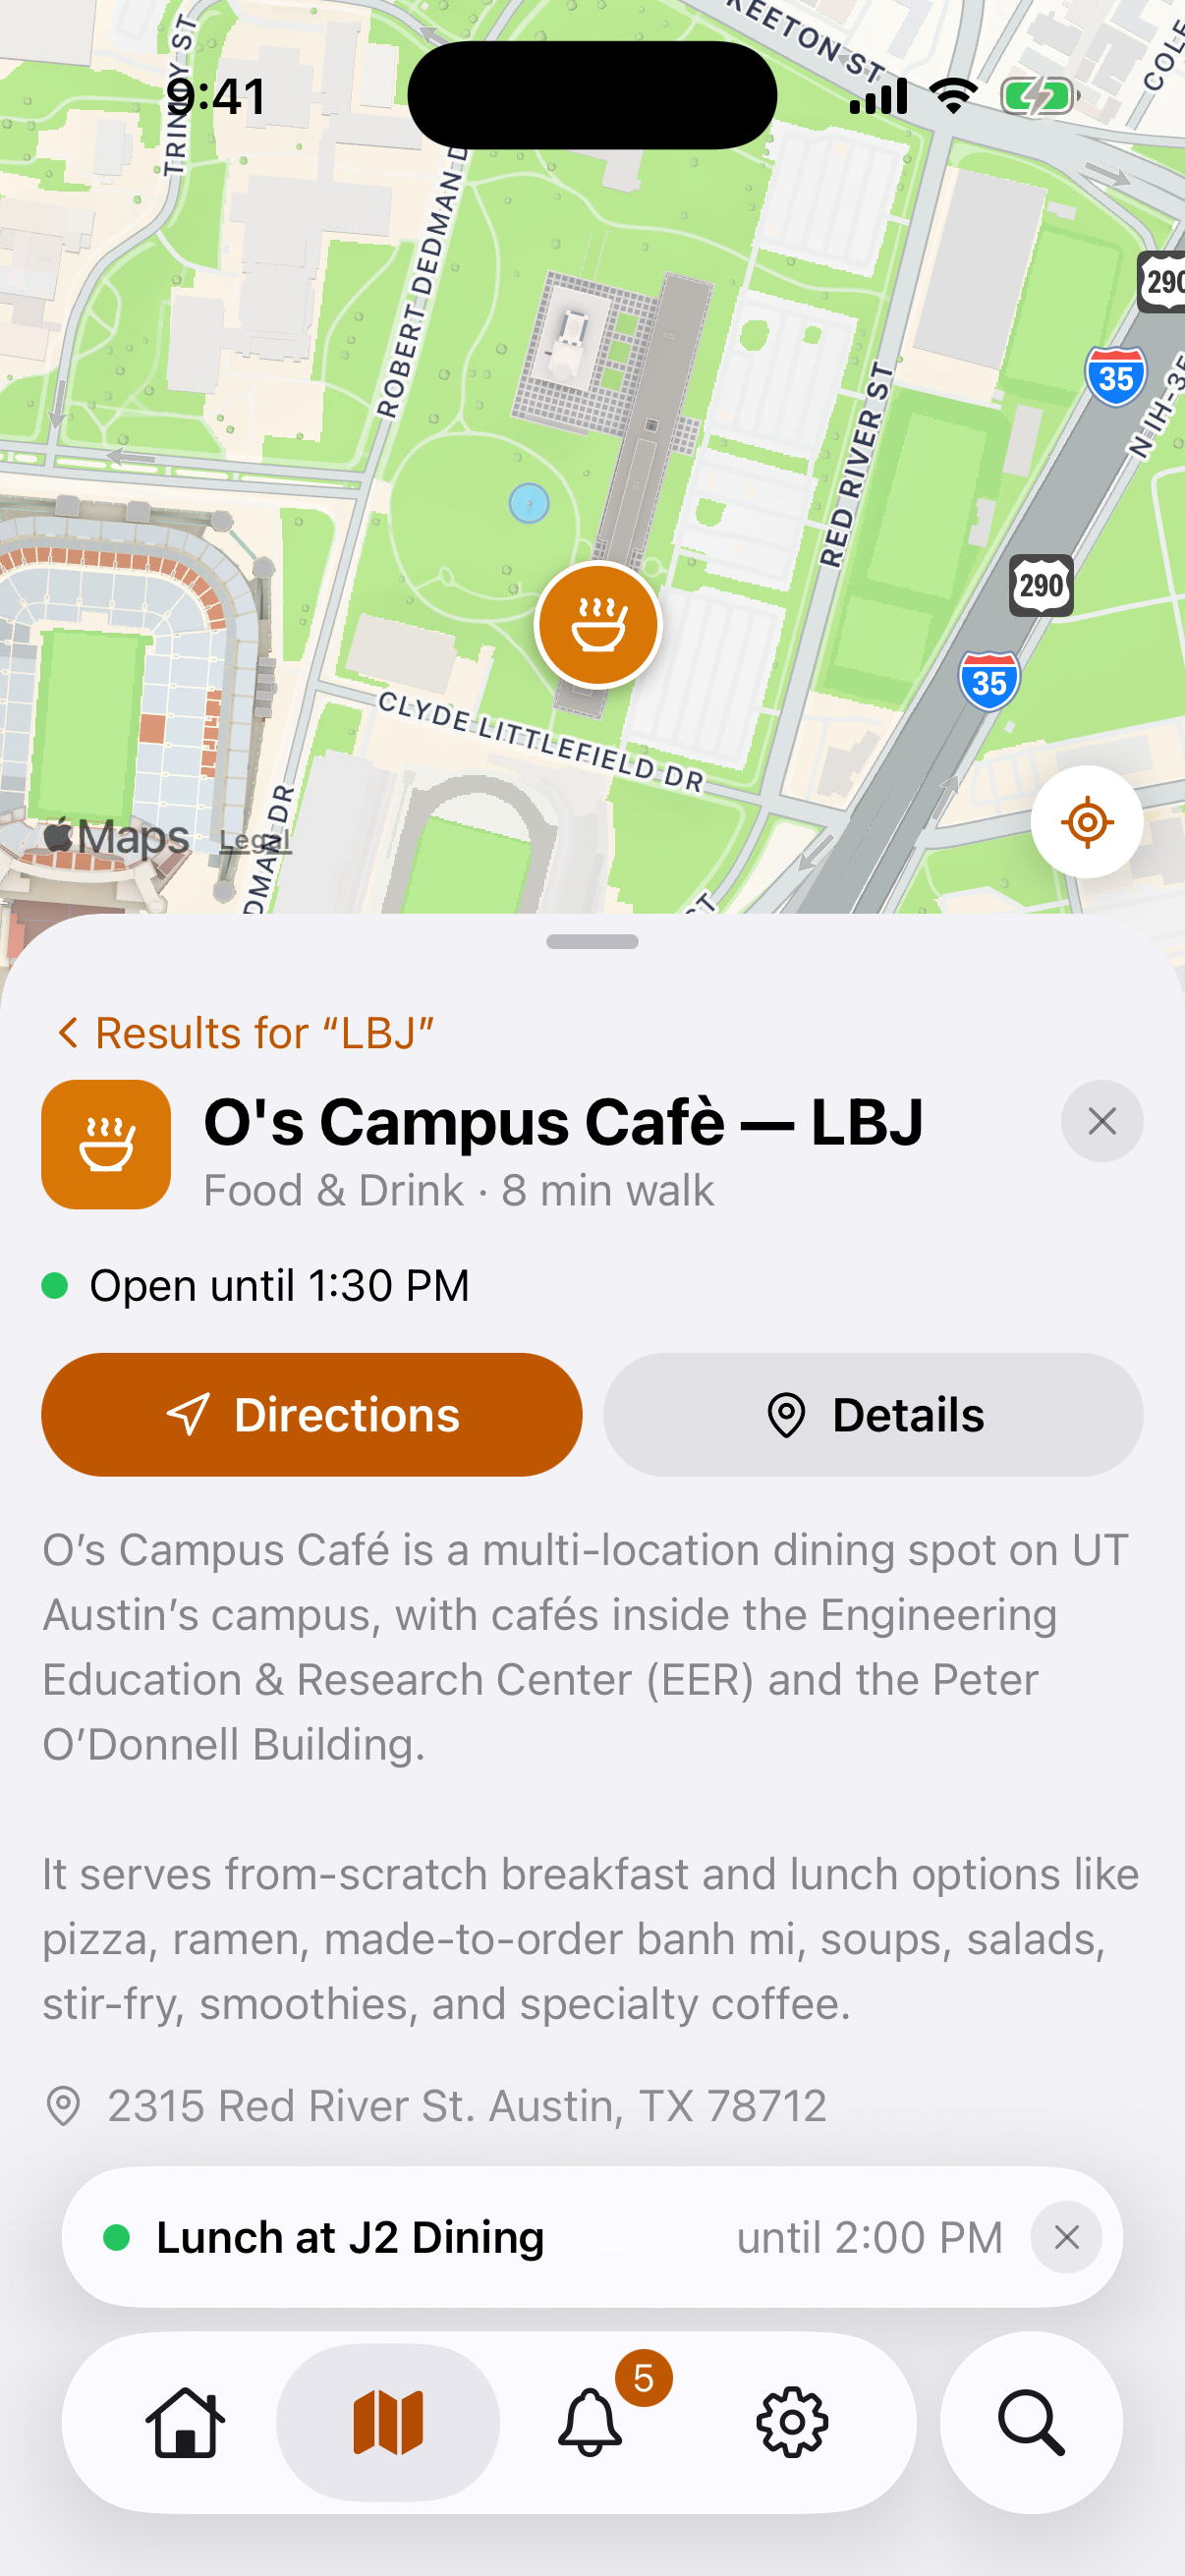 KEETON ST
COLE
TRINITY ST
9:41
ROBERT DEDMAN D
290
35
N IH-35
RED RIVER ST
290
35
CLYDE LITTLEFIELD DR
Maps Legal
DMAN DR
ST
Results for “LBJ”
O's Campus Cafè — LBJ
Food & Drink · 8 min walk
Open until 1:30 PM
Directions
Details
O’s Campus Café is a multi-location dining spot on UT
Austin’s campus, with cafés inside the Engineering
Education & Research Center (EER) and the Peter
O’Donnell Building.
It serves from-scratch breakfast and lunch options like
pizza, ramen, made-to-order banh mi, soups, salads,
stir-fry, smoothies, and specialty coffee.
2315 Red River St. Austin, TX 78712
Lunch at J2 Dining until 2:00 PM
5